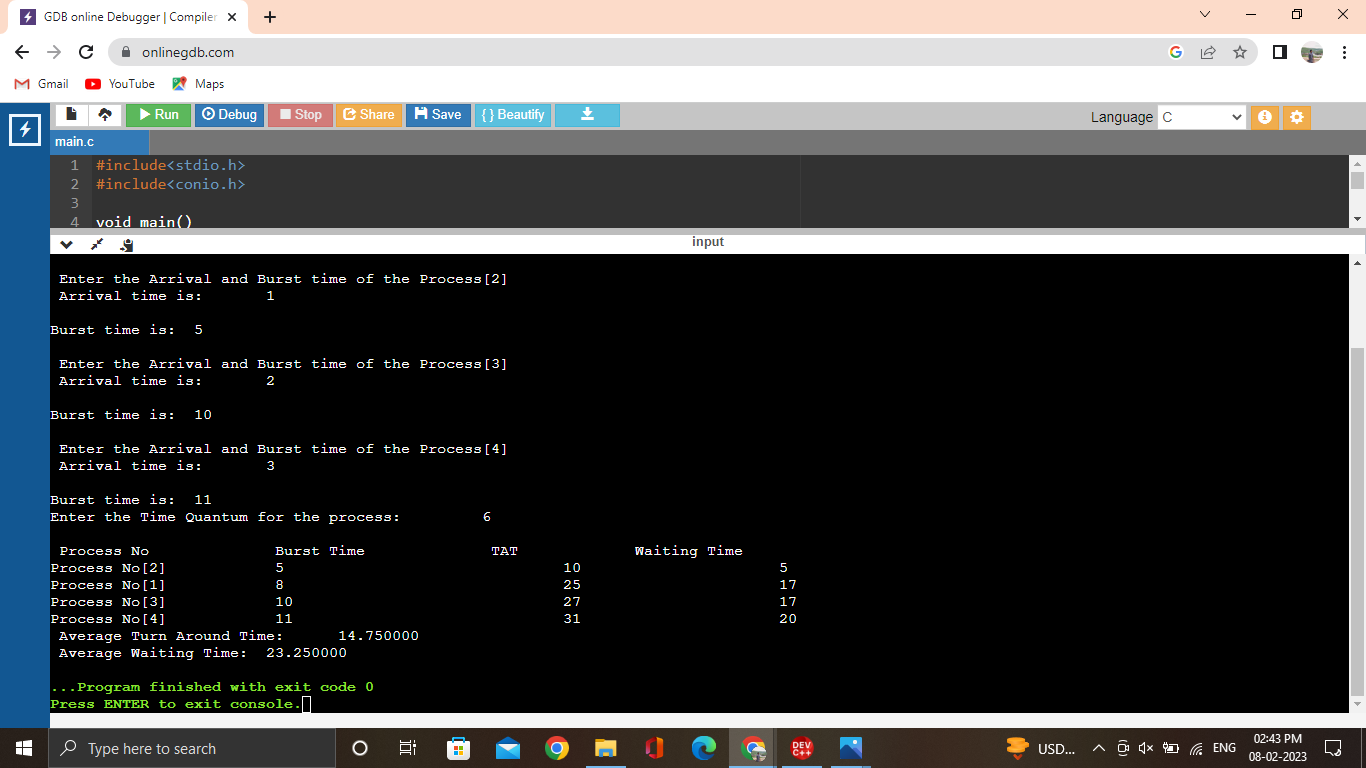 GDB online Debugger | Compiler
onlinegdb.com
Gmail YouTube Maps
Run Debug Stop Share Save { } Beautify Language C
main.c
1 #include<stdio.h>
2 #include<conio.h>
3
4 void main()
input
Enter the Arrival and Burst time of the Process[2]
Arrival time is: 1
Burst time is: 5
Enter the Arrival and Burst time of the Process[3]
Arrival time is: 2
Burst time is: 10
Enter the Arrival and Burst time of the Process[4]
Arrival time is: 3
Burst time is: 11
Enter the Time Quantum for the process: 6
Process No Burst Time TAT Waiting Time
Process No[2] 5 10 5
Process No[1] 8 25 17
Process No[3] 10 27 17
Process No[4] 11 31 20
Average Turn Around Time: 14.750000
Average Waiting Time: 23.250000
...Program finished with exit code 0
Press ENTER to exit console.
Type here to search DEV C++ USD... ENG 02:43 PM
08-02-2023